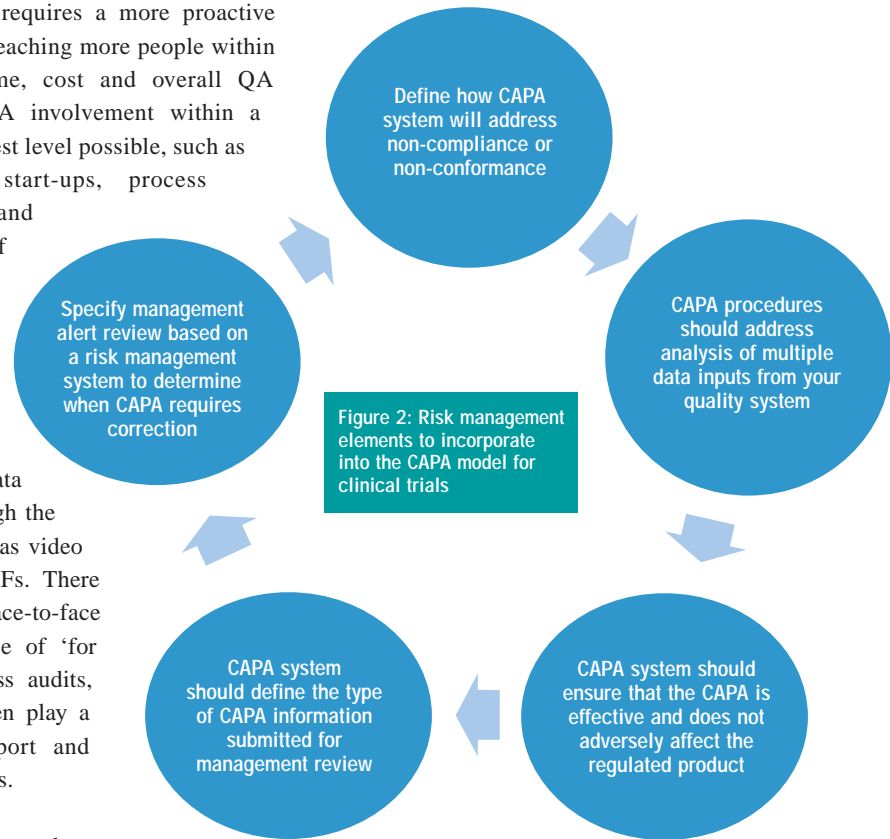 requires a more proactive
eaching more people within
me, cost and overall QA
A involvement within a
est level possible, such as
start-ups, process
and
f
ata
gh the
as video
Fs. There
ace-to-face
e of ‘for
ss audits,
en play a
port and
s.
Define how CAPA
system will address
non-compliance or
non-conformance
CAPA procedures
should address
analysis of multiple
data inputs from your
quality system
CAPA system should
ensure that the CAPA is
effective and does not
adversely affect the
regulated product
CAPA system
should define the type
of CAPA information
submitted for
management review
Specify management
alert review based on
a risk management
system to determine
when CAPA requires
correction
Figure 2: Risk management
elements to incorporate
into the CAPA model for
clinical trials